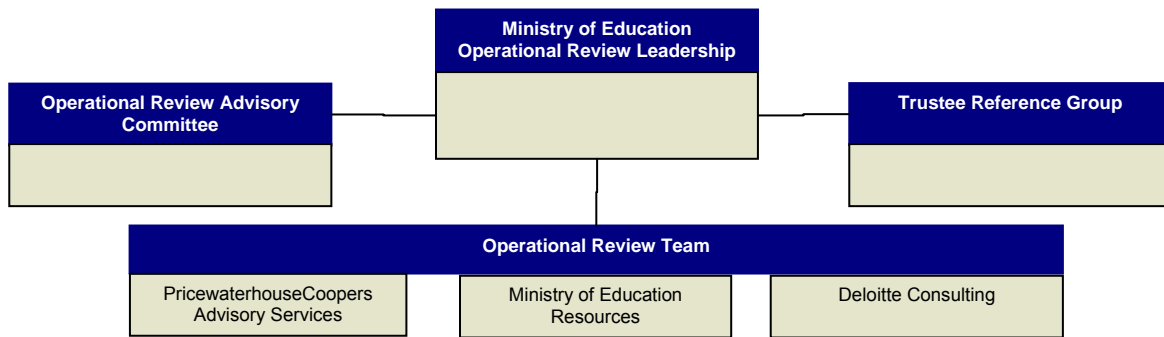 Ministry of Education
Operational Review Leadership
Operational Review Advisory
Committee
Trustee Reference Group
Operational Review Team
PricewaterhouseCoopers
Advisory Services
Ministry of Education
Resources
Deloitte Consulting